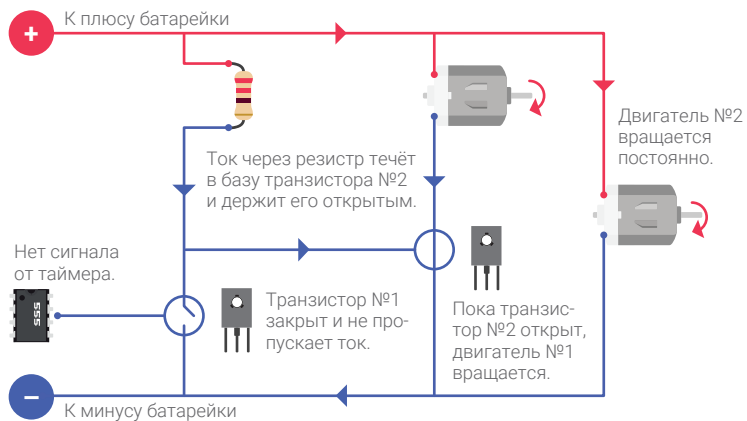 К плюсу батарейки
Двигатель №2
вращается
постоянно.
Ток через резистр течёт
в базу транзистора №2
и держит его открытым.
Нет сигнала
от таймера.
555
Транзистор №1
закрыт и не про-
пускает ток.
Пока транзис-
тор №2 открыт,
двигатель №1
вращается.
К минусу батарейки